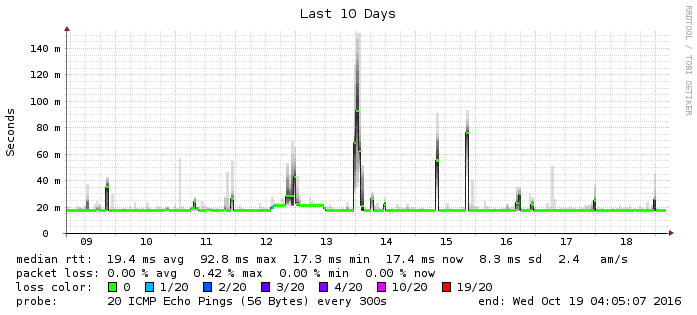 Last 10 Days
RRDTOOL / TOBI OETIKER
Seconds
140 m
120 m
100 m
80 m
60 m
40 m
20 m
0
09 10 11 12 13 14 15 16 17 18
median rtt: 19.4 ms avg 92.8 ms max 17.3 ms min 17.4 ms now 8.3 ms sd 2.4 am/s
packet loss: 0.00 % avg 0.42 % max 0.00 % min 0.00 % now
loss color: 0 1/20 2/20 3/20 4/20 10/20 19/20
probe: 20 ICMP Echo Pings (56 Bytes) every 300s end: Wed Oct 19 04:05:07 2016